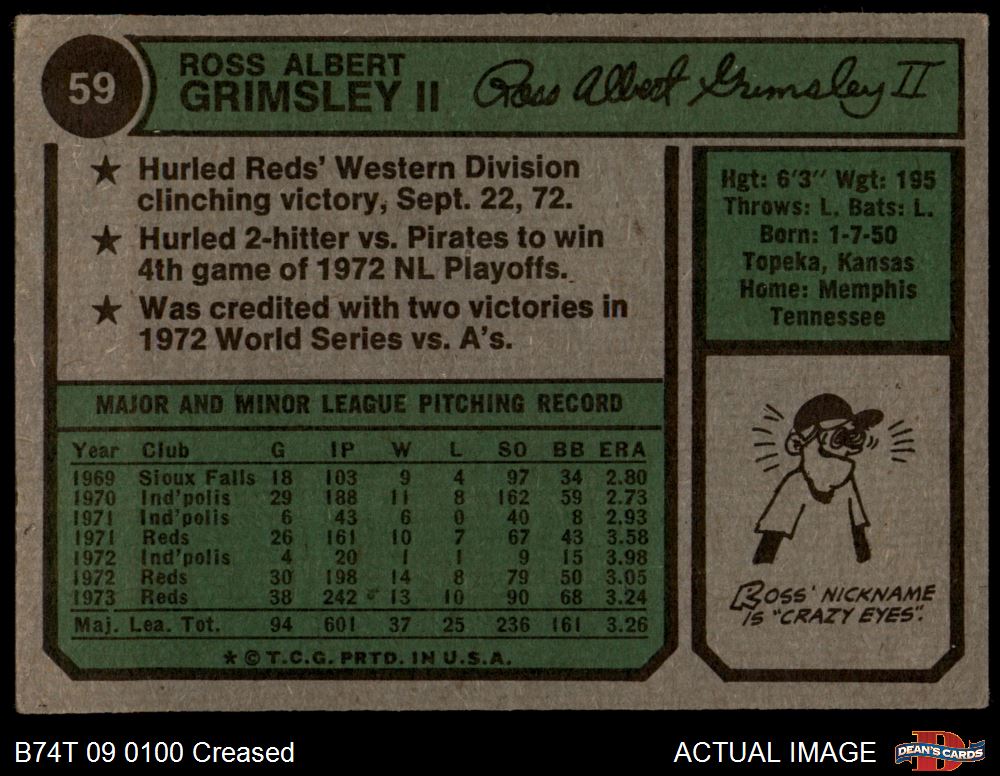 59
ROSS ALBERT
GRIMSLEY II
Ross Albert Grimsley II
★ Hurled Reds' Western Division
clinching victory, Sept. 22, 72.
★ Hurled 2-hitter vs. Pirates to win
4th game of 1972 NL Playoffs.
★ Was credited with two victories in
1972 World Series vs. A's.
Hgt: 6'3" Wgt: 195
Throws: L. Bats: L.
Born: 1-7-50
Topeka, Kansas
Home: Memphis
Tennessee
MAJOR AND MINOR LEAGUE PITCHING RECORD
Year Club G IP W L SO BB ERA
1969 Sioux Falls 18 103 9 4 97 34 2.80
1970 Ind'polis 29 188 11 8 162 59 2.73
1971 Ind'polis 6 43 6 0 40 8 2.93
1971 Reds 26 161 10 7 67 43 3.58
1972 Ind'polis 4 20 1 1 9 15 3.98
1972 Reds 30 198 14 8 79 50 3.05
1973 Reds 38 242 13 10 90 68 3.24
Maj. Lea. Tot. 94 601 37 25 236 161 3.26
* © T.C.G. PRTD. IN U.S.A.
ROSS' NICKNAME
IS "CRAZY EYES".
B74T 09 0100 Creased
ACTUAL IMAGE
DEAN'S CARDS